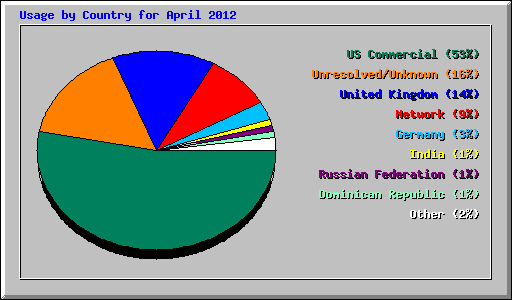 Usage by Country for April 2012
US Commercial (53%)
Unresolved/Unknown (16%)
United Kingdom (14%)
Network (9%)
Germany (3%)
India (1%)
Russian Federation (1%)
Dominican Republic (1%)
Other (2%)